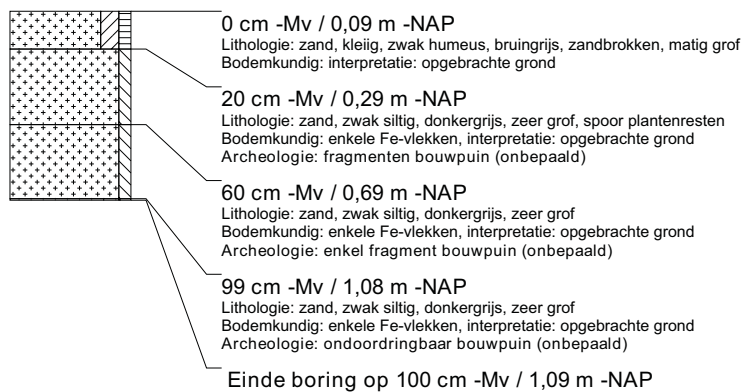 0 cm -Mv / 0,09 m -NAP
Lithologie: zand, kleiig, zwak humeus, bruingrijs, zandbrokken, matig grof
Bodemkundig: interpretatie: opgebrachte grond
20 cm -Mv / 0,29 m -NAP
Lithologie: zand, zwak siltig, donkergrijs, zeer grof, spoor plantenresten
Bodemkundig: enkele Fe-vlekken, interpretatie: opgebrachte grond
Archeologie: fragmenten bouwpuin (onbepaald)
60 cm -Mv / 0,69 m -NAP
Lithologie: zand, zwak siltig, donkergrijs, zeer grof
Bodemkundig: enkele Fe-vlekken, interpretatie: opgebrachte grond
Archeologie: enkel fragment bouwpuin (onbepaald)
99 cm -Mv / 1,08 m -NAP
Lithologie: zand, zwak siltig, donkergrijs, zeer grof
Bodemkundig: enkele Fe-vlekken, interpretatie: opgebrachte grond
Archeologie: ondoordringbaar bouwpuin (onbepaald)
Einde boring op 100 cm -Mv / 1,09 m -NAP